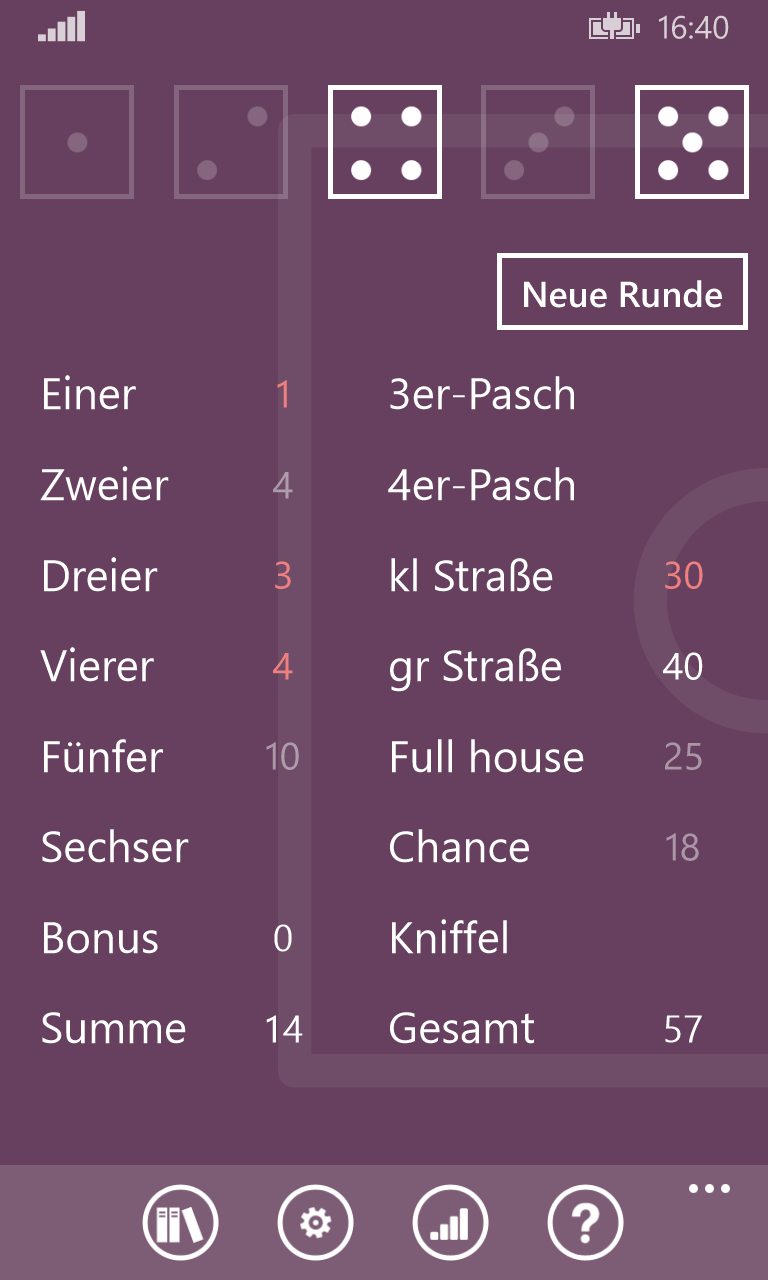 16:40
Neue Runde
Einer 1 3er-Pasch
Zweier 4 4er-Pasch
Dreier 3 kl Straße 30
Vierer 4 gr Straße 40
Fünfer 10 Full house 25
Sechser Chance 18
Bonus 0 Kniffel
Summe 14 Gesamt 57
?